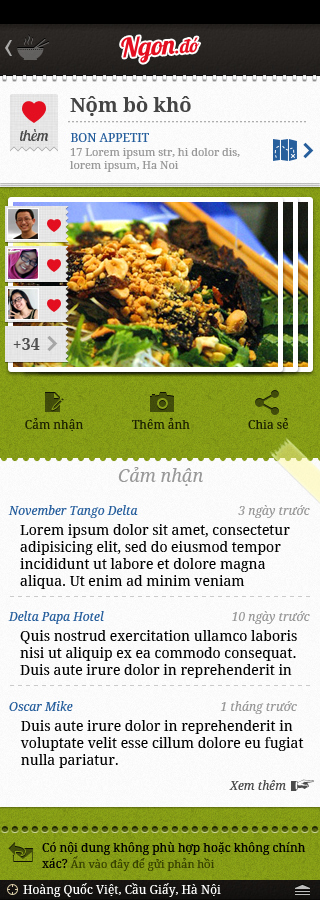 Ngon.đó
Nộm bò khô
thèm
BON APPETIT
17 Lorem ipsum str, hi dolor dis,
lorem ipsum, Ha Noi
+34
Cảm nhận
Thêm ảnh
Chia sẻ
Cảm nhận
November Tango Delta 3 ngày trước
Lorem ipsum dolor sit amet, consectetur
adipisicing elit, sed do eiusmod tempor
incididunt ut labore et dolore magna
aliqua. Ut enim ad minim veniam
Delta Papa Hotel 10 ngày trước
Quis nostrud exercitation ullamco laboris
nisi ut aliquip ex ea commodo consequat.
Duis aute irure dolor in reprehenderit in
Oscar Mike 1 tháng trước
Duis aute irure dolor in reprehenderit in
voluptate velit esse cillum dolore eu fugiat
nulla pariatur.
Xem thêm
Có nội dung không phù hợp hoặc không chính
xác? Ấn vào đây để gửi phản hồi
Hoàng Quốc Việt, Cầu Giấy, Hà Nội